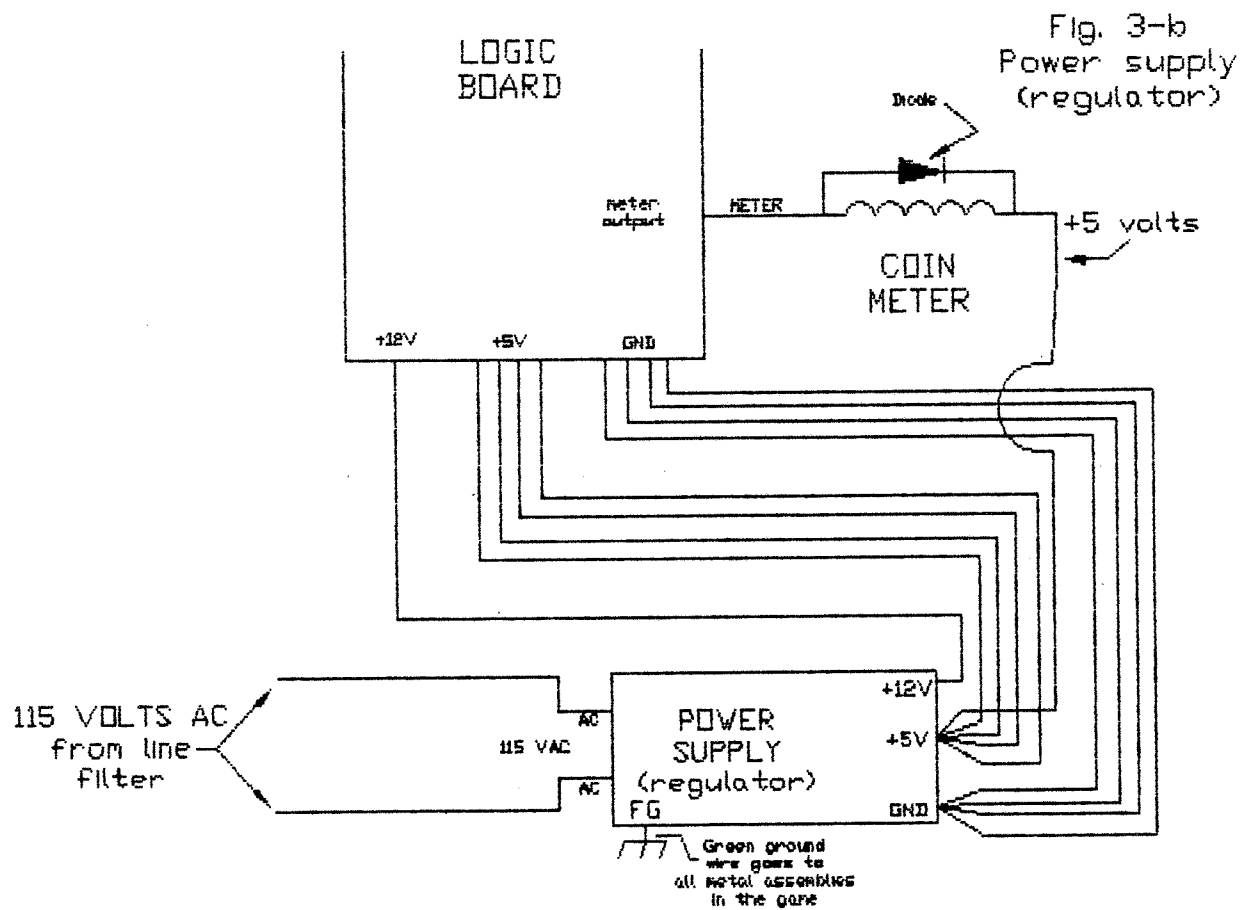 Fig. 3-b
Power supply
(regulator)
LOGIC
BOARD
Diode
meter
output
METER
+5 volts
COIN
METER
+12V
+5V
GND
115 VOLTS AC
from line
filter
AC
115 VAC
AC
POWER
SUPPLY
(regulator)
FG
+12V
+5V
GND
Green ground
wire goes to
all metal assemblies
in the game